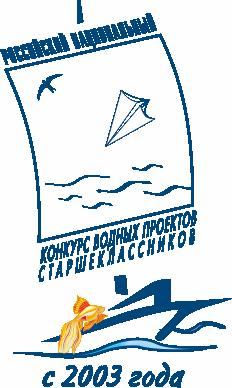 РОССИЙСКИЙ НАЦИОНАЛЬНЫЙ
КОНКУРС ВОДНЫХ ПРОЕКТОВ
СТАРШЕКЛАССНИКОВ
с 2003 года